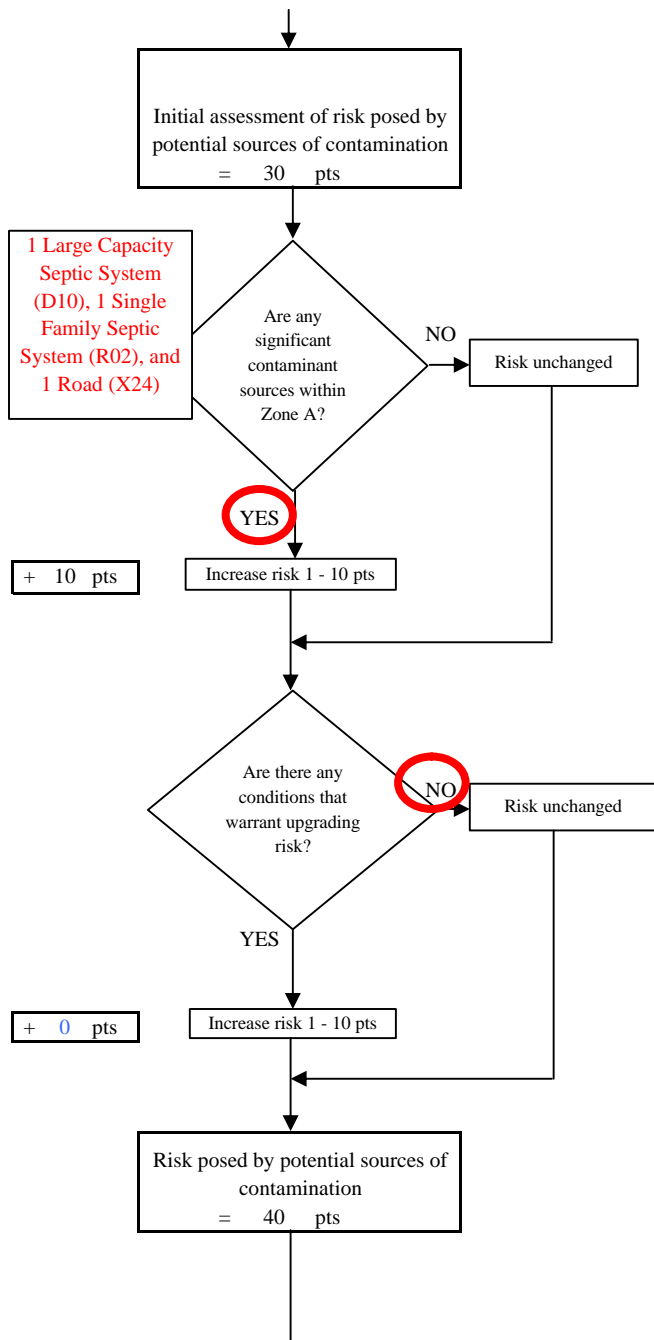 Initial assessment of risk posed by
potential sources of contamination
= 30 pts
1 Large Capacity
Septic System
(D10), 1 Single
Family Septic
System (R02), and
1 Road (X24)
Are any
significant
contaminant
sources within
Zone A?
NO
Risk unchanged
YES
+ 10 pts
Increase risk 1 - 10 pts
Are there any
conditions that
warrant upgrading
risk?
NO
Risk unchanged
YES
+ 0 pts
Increase risk 1 - 10 pts
Risk posed by potential sources of
contamination
= 40 pts